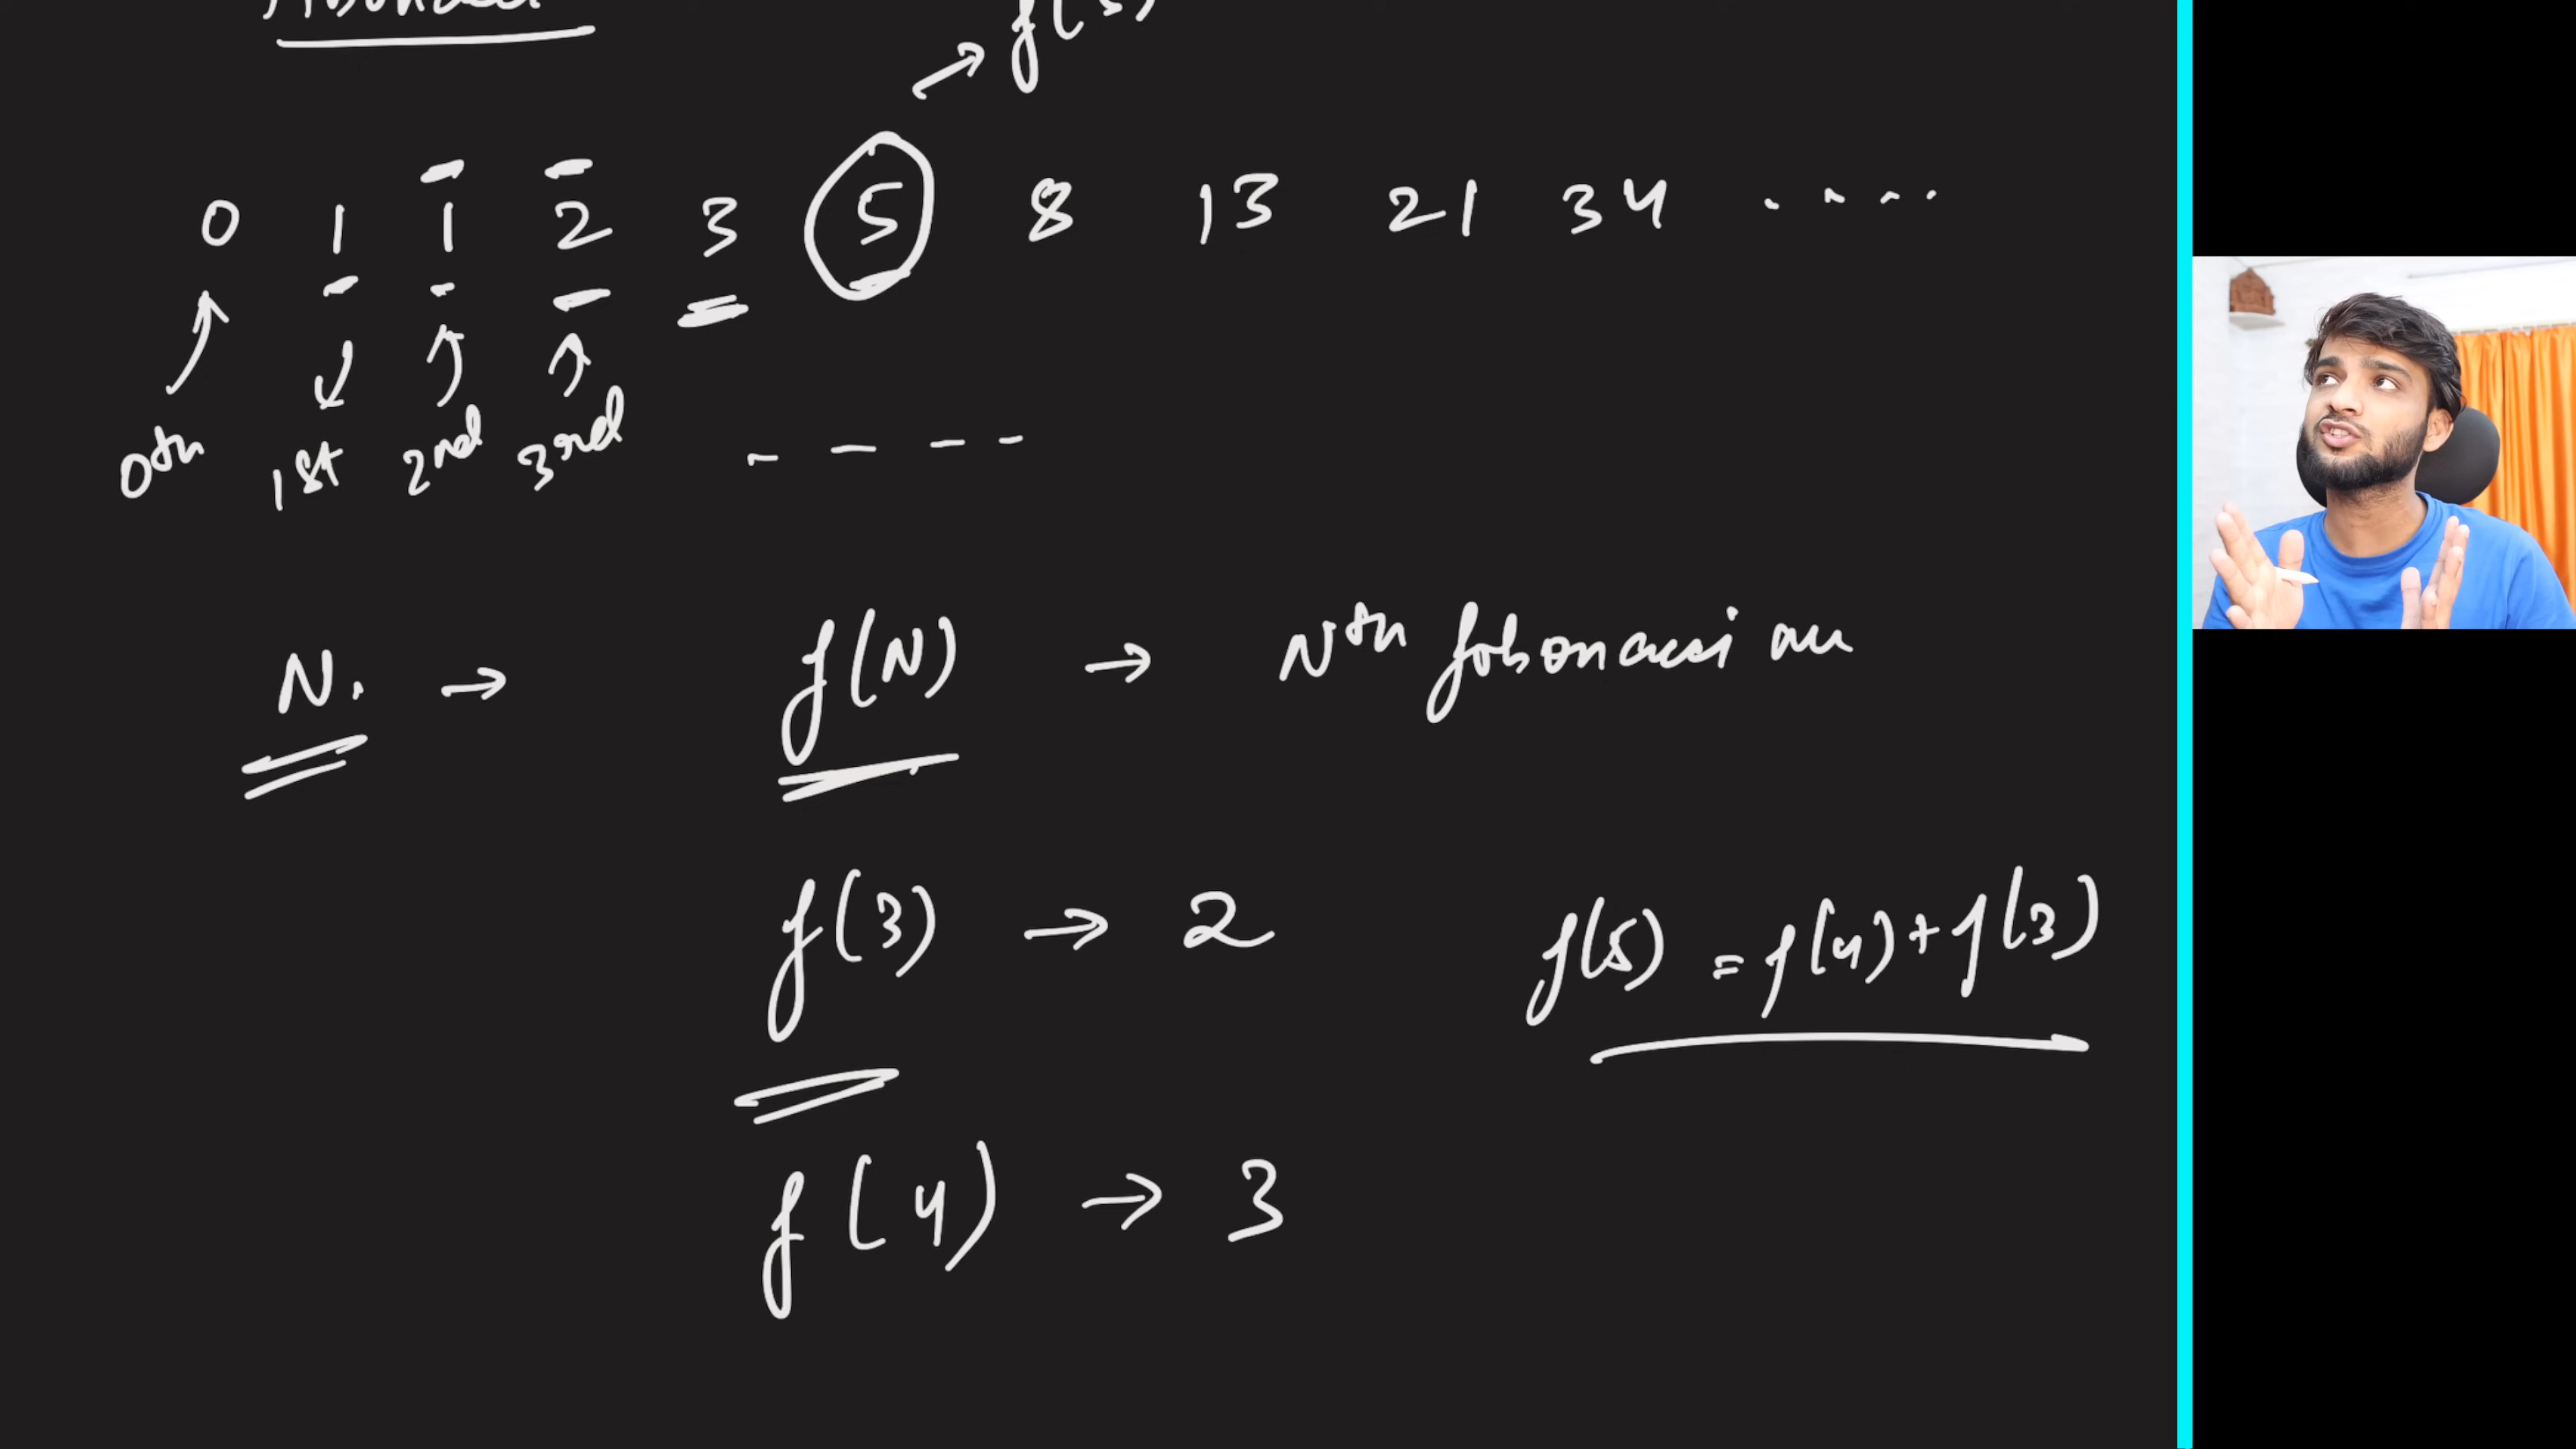 Fibonacci
f(5)
0 1 1 2 3 5 8 13 21 34 ....
0th 1st 2nd 3rd - - - -
N. → f(N) → Nth fobonacci
f(3) → 2
f(5) = f(4) + f(3)
f(4) → 3